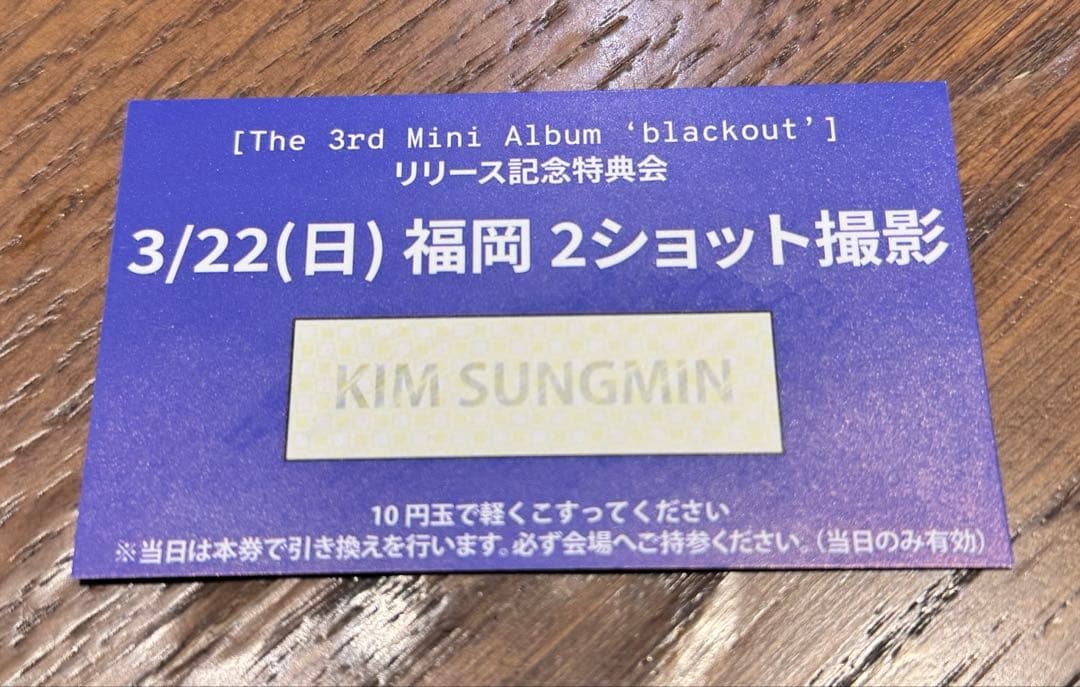 [The 3rd Mini Album ‘blackout’]
リリース記念特典会
3/22(日) 福岡 2ショット撮影
KIM SUNGMIN
10 円玉で軽くこすってください
※当日は本券で引き換えを行います。必ず会場へご持参ください。（当日のみ有効）